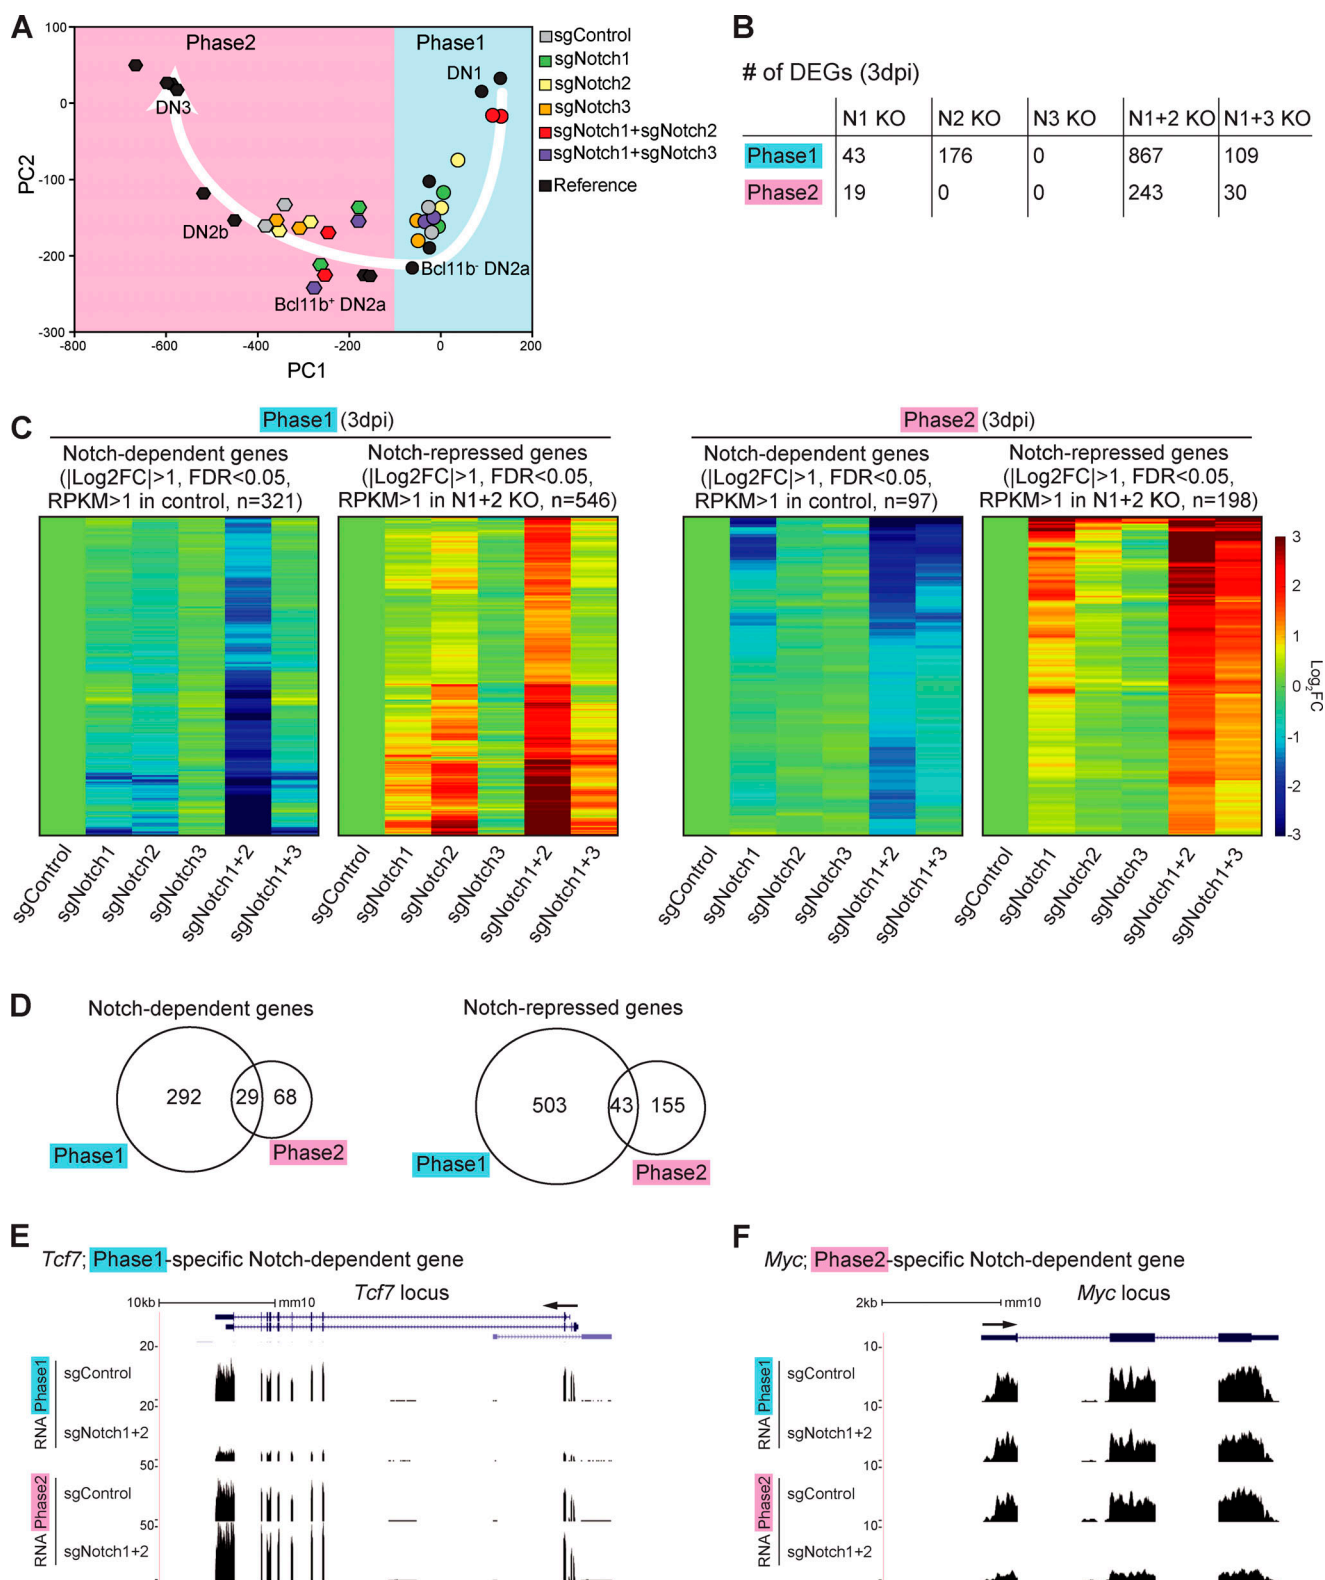 A
Phase2
Phase1
DN1
DN3
DN2b
Bcl11b- DN2a
Bcl11b+ DN2a
100
0
-100
-200
-300
-800
-600
-400
-200
0
200
PC2
PC1
sgControl
sgNotch1
sgNotch2
sgNotch3
sgNotch1+sgNotch2
sgNotch1+sgNotch3
Reference
B
# of DEGs (3dpi)
N1 KO N2 KO N3 KO N1+2 KO N1+3 KO
Phase1 43 176 0 867 109
Phase2 19 0 0 243 30
C
Phase1 (3dpi)
Notch-dependent genes
(|Log2FC|>1, FDR<0.05,
RPKM>1 in control, n=321)
Notch-repressed genes
(|Log2FC|>1, FDR<0.05,
RPKM>1 in N1+2 KO, n=546)
sgControl
sgNotch1
sgNotch2
sgNotch3
sgNotch1+2
sgNotch1+3
sgControl
sgNotch1
sgNotch2
sgNotch3
sgNotch1+2
sgNotch1+3
Phase2 (3dpi)
Notch-dependent genes
(|Log2FC|>1, FDR<0.05,
RPKM>1 in control, n=97)
Notch-repressed genes
(|Log2FC|>1, FDR<0.05,
RPKM>1 in N1+2 KO, n=198)
sgControl
sgNotch1
sgNotch2
sgNotch3
sgNotch1+2
sgNotch1+3
sgControl
sgNotch1
sgNotch2
sgNotch3
sgNotch1+2
sgNotch1+3
3
2
1
0
-1
-2
-3
Log2FC
D
Notch-dependent genes
292
29
68
Phase1
Phase2
Notch-repressed genes
503
43
155
Phase1
Phase2
E
Tcf7; Phase1-specific Notch-dependent gene
Tcf7 locus
10kb mm10
20
RNA Phase1
sgControl
20
sgNotch1+2
50
RNA Phase2
sgControl
50
sgNotch1+2
F
Myc; Phase2-specific Notch-dependent gene
Myc locus
2kb mm10
10
RNA Phase1
sgControl
10
sgNotch1+2
10
RNA Phase2
sgControl
10
sgNotch1+2